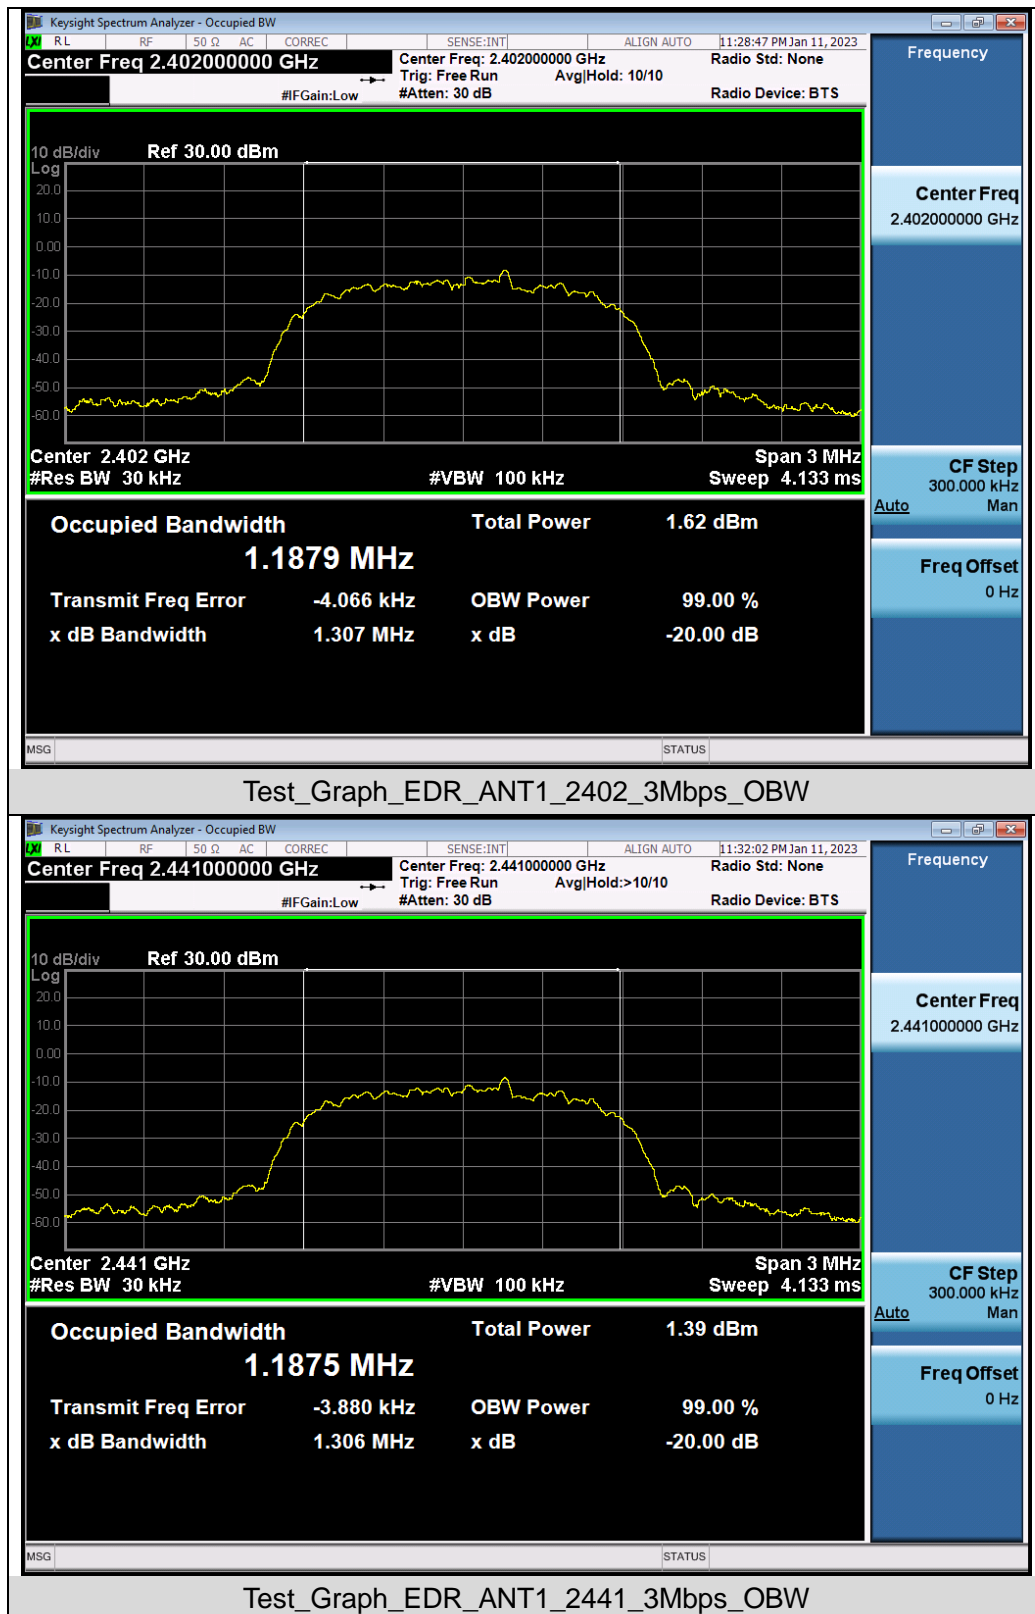 Keysight Spectrum Analyzer - Occupied BW
LXI RL RF 50 Ω AC CORREC SENSE:INT ALIGN AUTO 11:28:47 PM Jan 11, 2023
Center Freq 2.402000000 GHz Center Freq: 2.402000000 GHz Radio Std: None
Trig: Free Run Avg|Hold: 10/10
#IFGain:Low #Atten: 30 dB Radio Device: BTS
Frequency
10 dB/div Ref 30.00 dBm
Log
20.0
10.0
0.00
-10.0
-20.0
-30.0
-40.0
-50.0
-60.0
Center Freq
2.402000000 GHz
Center 2.402 GHz Span 3 MHz
#Res BW 30 kHz #VBW 100 kHz Sweep 4.133 ms
CF Step
300.000 kHz
Auto Man
Occupied Bandwidth Total Power 1.62 dBm
1.1879 MHz
Transmit Freq Error -4.066 kHz OBW Power 99.00 %
x dB Bandwidth 1.307 MHz x dB -20.00 dB
Freq Offset
0 Hz
MSG STATUS
Test_Graph_EDR_ANT1_2402_3Mbps_OBW
Keysight Spectrum Analyzer - Occupied BW
LXI RL RF 50 Ω AC CORREC SENSE:INT ALIGN AUTO 11:32:02 PM Jan 11, 2023
Center Freq 2.441000000 GHz Center Freq: 2.441000000 GHz Radio Std: None
Trig: Free Run Avg|Hold:>10/10
#IFGain:Low #Atten: 30 dB Radio Device: BTS
Frequency
10 dB/div Ref 30.00 dBm
Log
20.0
10.0
0.00
-10.0
-20.0
-30.0
-40.0
-50.0
-60.0
Center Freq
2.441000000 GHz
Center 2.441 GHz Span 3 MHz
#Res BW 30 kHz #VBW 100 kHz Sweep 4.133 ms
CF Step
300.000 kHz
Auto Man
Occupied Bandwidth Total Power 1.39 dBm
1.1875 MHz
Transmit Freq Error -3.880 kHz OBW Power 99.00 %
x dB Bandwidth 1.306 MHz x dB -20.00 dB
Freq Offset
0 Hz
MSG STATUS
Test_Graph_EDR_ANT1_2441_3Mbps_OBW